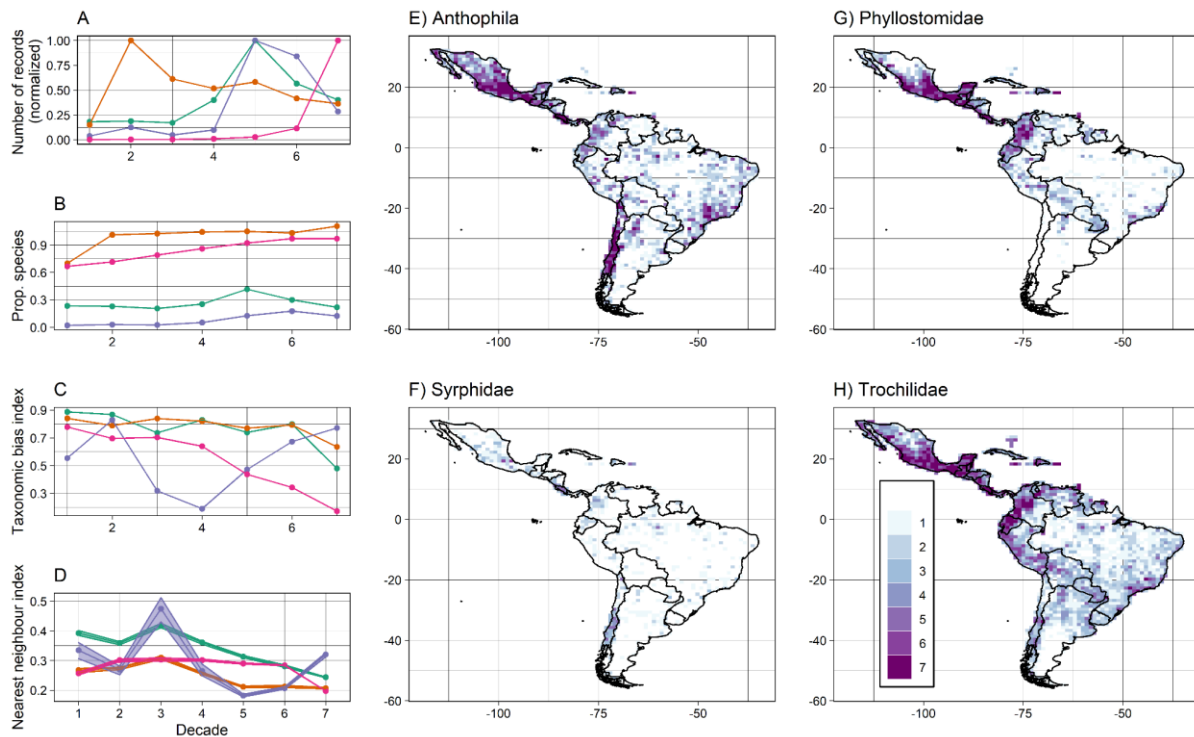 A
Number of records
(normalized)
1.00
0.75
0.50
0.25
0.00
2
4
6
B
Prop. species
0.9
0.6
0.3
0.0
2
4
6
C
Taxonomic bias index
0.9
0.7
0.5
0.3
2
4
6
D
Nearest neighbour index
0.5
0.4
0.3
0.2
1 2 3 4 5 6 7
Decade
E) Anthophila
20
0
-20
-40
-60
-100 -75 -50
F) Syrphidae
20
0
-20
-40
-60
-100 -75 -50
G) Phyllostomidae
20
0
-20
-40
-60
-100 -75 -50
H) Trochilidae
20
0
-20
-40
-60
-100 -75 -50
1
2
3
4
5
6
7